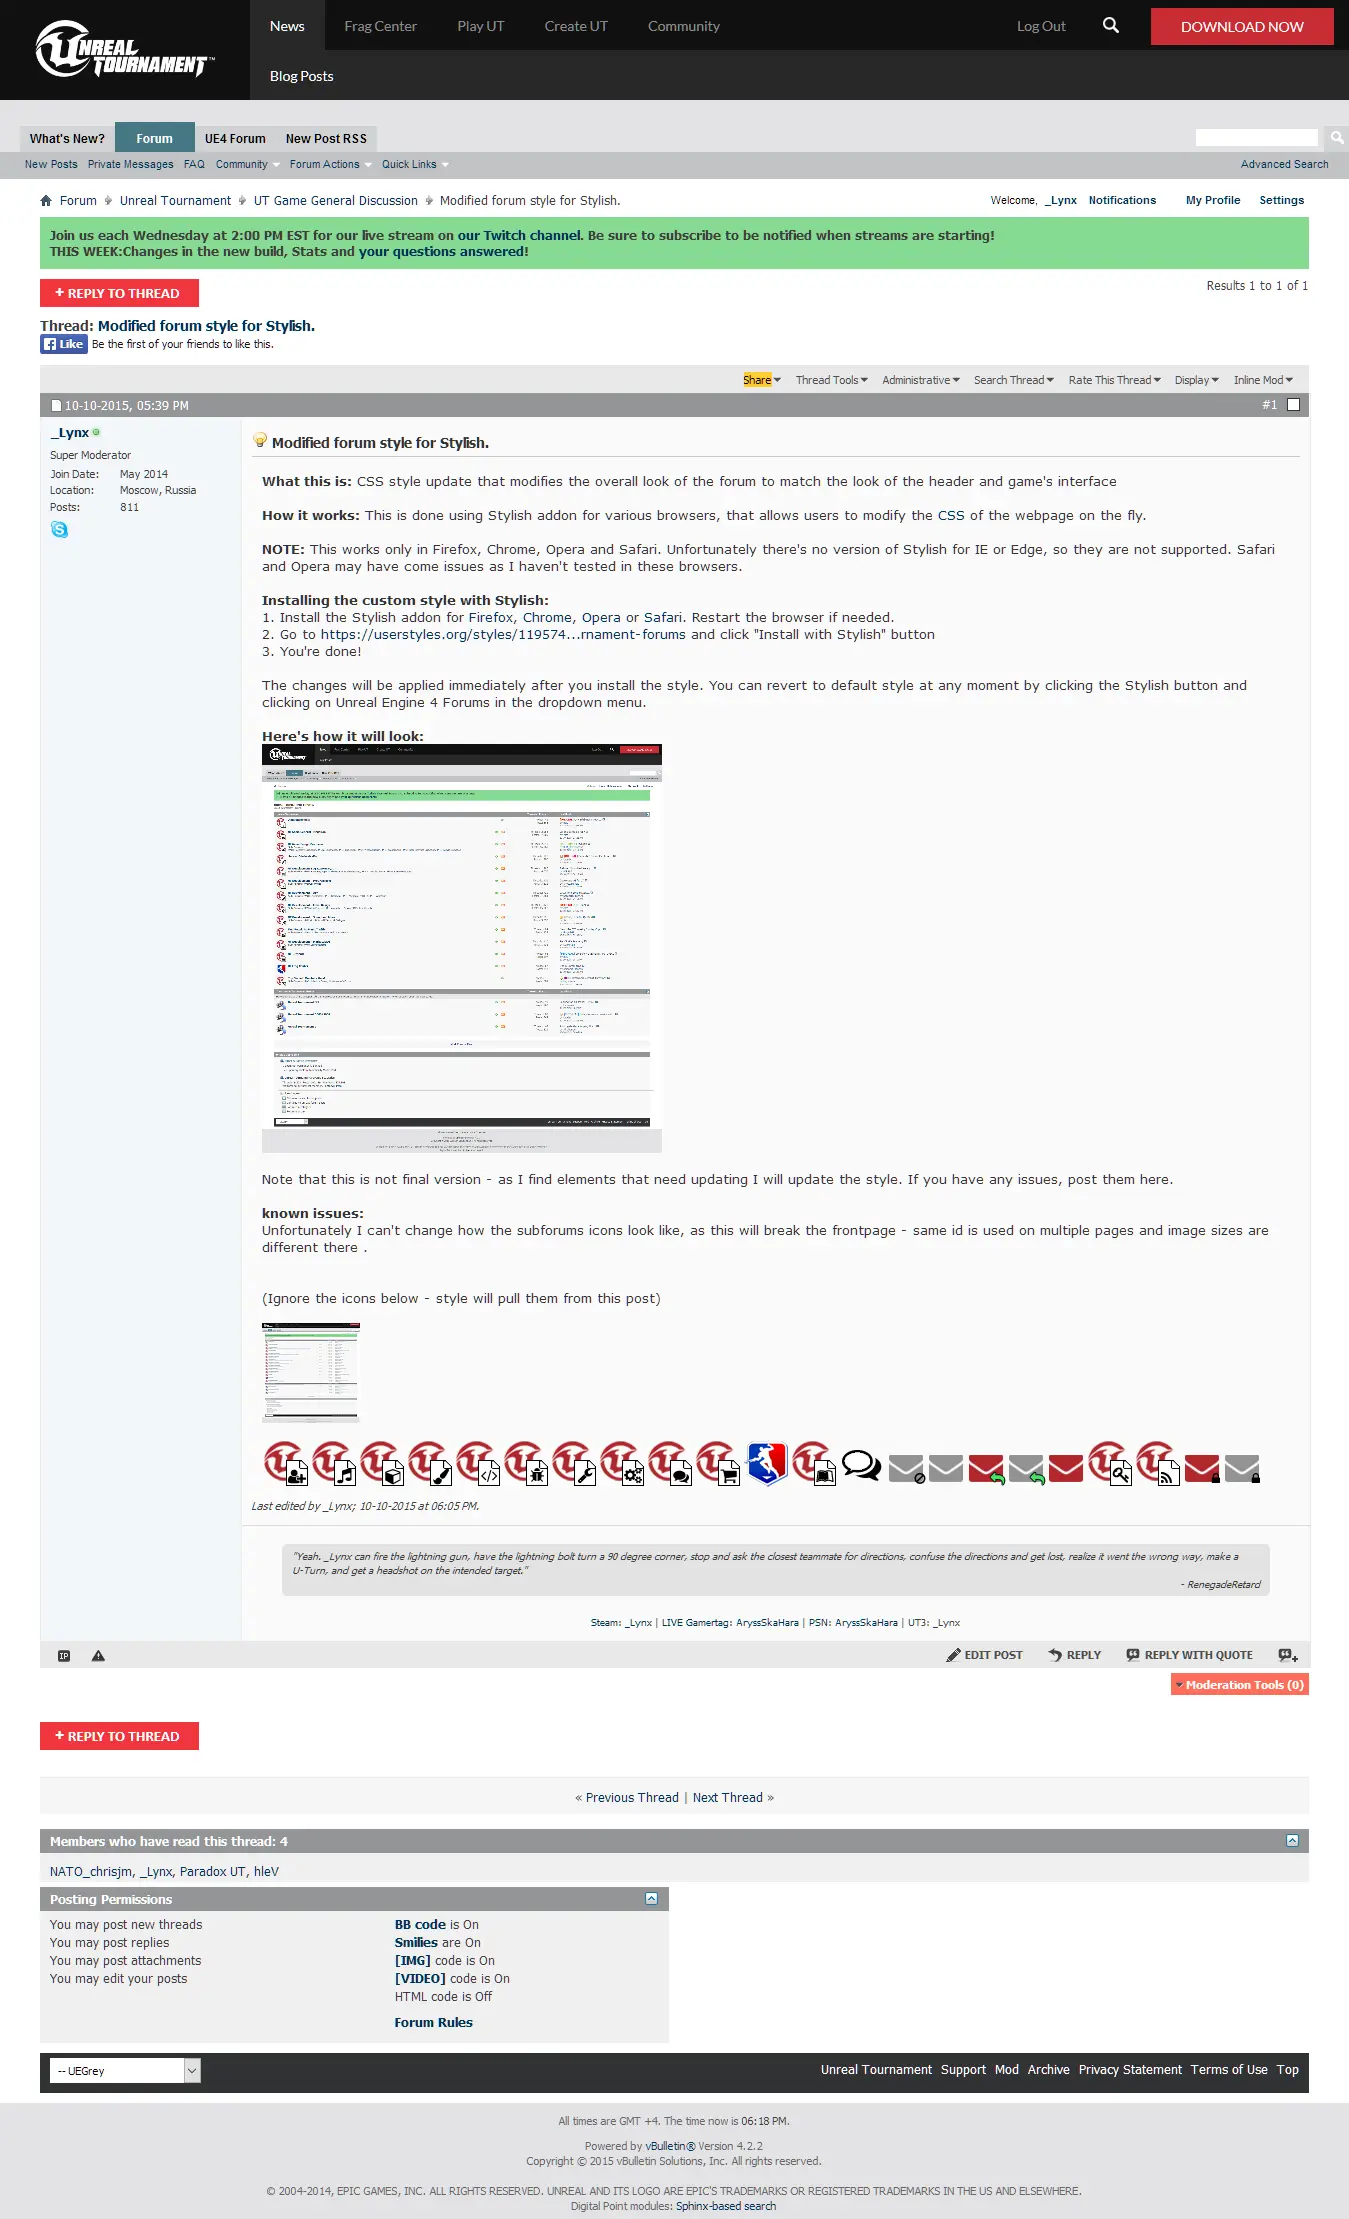 UNREAL TOURNAMENT™
News Frag Center Play UT Create UT Community Log Out DOWNLOAD NOW
Blog Posts
What's New? Forum UE4 Forum New Post RSS
New Posts Private Messages FAQ Community Forum Actions Quick Links Advanced Search
Forum Unreal Tournament UT Game General Discussion Modified forum style for Stylish. Welcome, _Lynx Notifications My Profile Settings
Join us each Wednesday at 2:00 PM EST for our live stream on our Twitch channel. Be sure to subscribe to be notified when streams are starting!
THIS WEEK:Changes in the new build, Stats and your questions answered!
+ REPLY TO THREAD Results 1 to 1 of 1
Thread: Modified forum style for Stylish.
Like Be the first of your friends to like this.
Share Thread Tools Administrative Search Thread Rate This Thread Display Inline Mod
10-10-2015, 05:39 PM #1
_Lynx
Super Moderator
Join Date: May 2014
Location: Moscow, Russia
Posts: 811
Modified forum style for Stylish.
What this is: CSS style update that modifies the overall look of the forum to match the look of the header and game's interface
How it works: This is done using Stylish addon for various browsers, that allows users to modify the CSS of the webpage on the fly.
NOTE: This works only in Firefox, Chrome, Opera and Safari. Unfortunately there's no version of Stylish for IE or Edge, so they are not supported. Safari
and Opera may have come issues as I haven't tested in these browsers.
Installing the custom style with Stylish:
1. Install the Stylish addon for Firefox, Chrome, Opera or Safari. Restart the browser if needed.
2. Go to https://userstyles.org/styles/119574...rnament-forums and click "Install with Stylish" button
3. You're done!
The changes will be applied immediately after you install the style. You can revert to default style at any moment by clicking the Stylish button and
clicking on Unreal Engine 4 Forums in the dropdown menu.
Here's how it will look:
Note that this is not final version - as I find elements that need updating I will update the style. If you have any issues, post them here.
known issues:
Unfortunately I can't change how the subforums icons look like, as this will break the frontpage - same id is used on multiple pages and image sizes are
different there .
(Ignore the icons below - style will pull them from this post)
Last edited by _Lynx; 10-10-2015 at 06:05 PM.
"Yeah. _Lynx can fire the lightning gun, have the lightning bolt turn a 90 degree corner, stop and ask the closest teammate for directions, confuse the directions and get lost, realize it went the wrong way, make a
U-Turn, and get a headshot on the intended target."
- RenegadeRetard
Steam: _Lynx | LIVE Gamertag: AryssSkaHara | PSN: AryssSkaHara | UT3: _Lynx
IP EDIT POST REPLY REPLY WITH QUOTE
Moderation Tools (0)
+ REPLY TO THREAD
« Previous Thread | Next Thread »
Members who have read this thread: 4
NATO_chrisjm, _Lynx, Paradox UT, hleV
Posting Permissions
You may post new threads
You may post replies
You may post attachments
You may edit your posts
BB code is On
Smilies are On
[IMG] code is On
[VIDEO] code is On
HTML code is Off
Forum Rules
-- UEGrey Unreal Tournament Support Mod Archive Privacy Statement Terms of Use Top
All times are GMT +4. The time now is 06:18 PM.
Powered by vBulletin® Version 4.2.2
Copyright © 2015 vBulletin Solutions, Inc. All rights reserved.
© 2004-2014, EPIC GAMES, INC. ALL RIGHTS RESERVED. UNREAL AND ITS LOGO ARE EPIC'S TRADEMARKS OR REGISTERED TRADEMARKS IN THE US AND ELSEWHERE.
Digital Point modules: Sphinx-based search